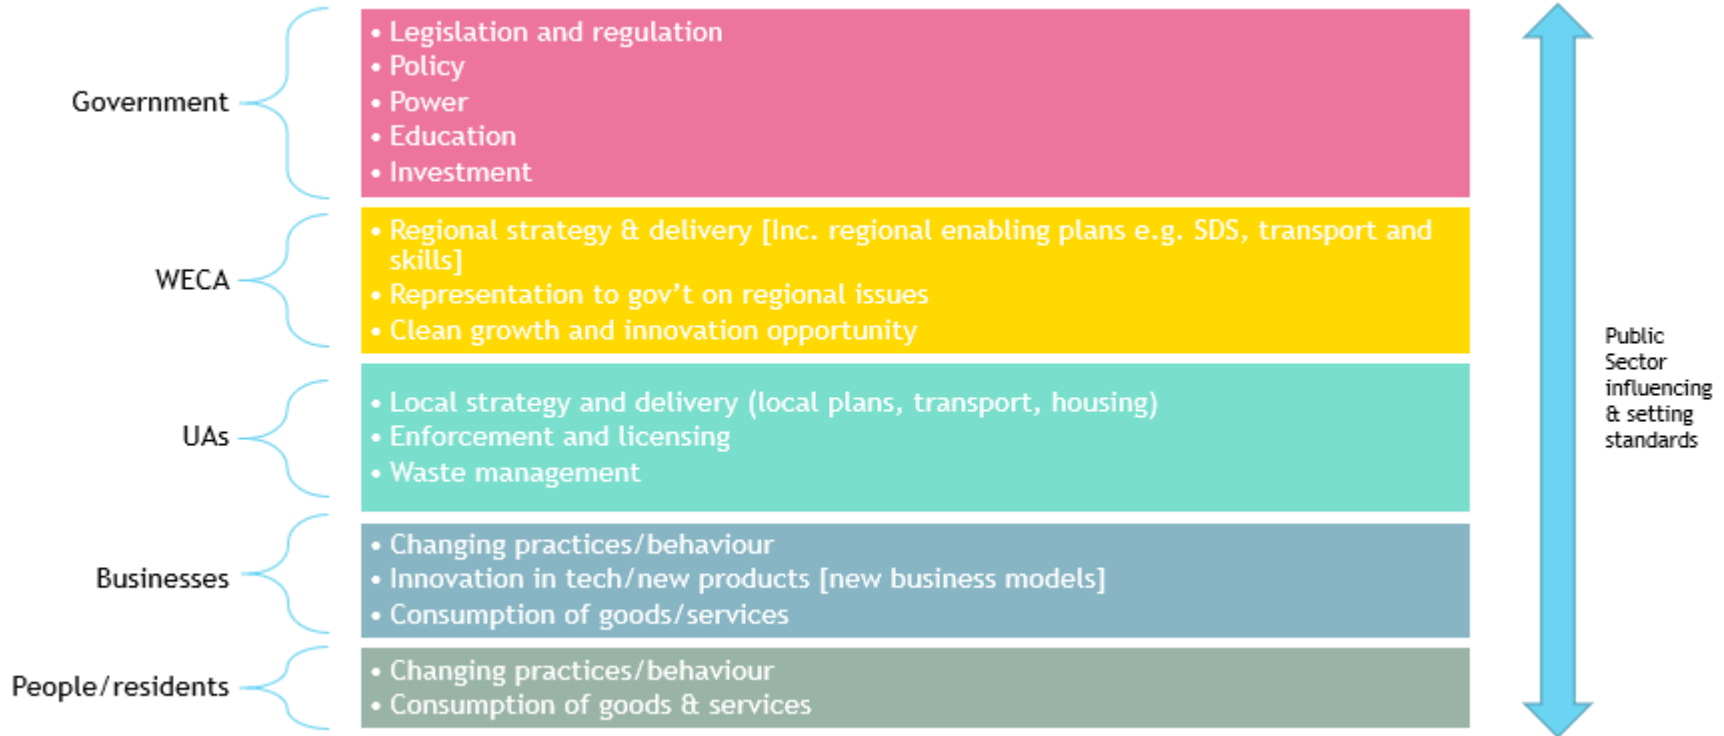 Government
• Legislation and regulation
• Policy
• Power
• Education
• Investment
WECA
• Regional strategy & delivery [Inc. regional enabling plans e.g. SDS, transport and
skills]
• Representation to gov't on regional issues
• Clean growth and innovation opportunity
UAs
• Local strategy and delivery (local plans, transport, housing)
• Enforcement and licensing
• Waste management
Businesses
• Changing practices/behaviour
• Innovation in tech/new products [new business models]
• Consumption of goods/services
People/residents
• Changing practices/behaviour
• Consumption of goods & services
Public
Sector
influencing
& setting
standards